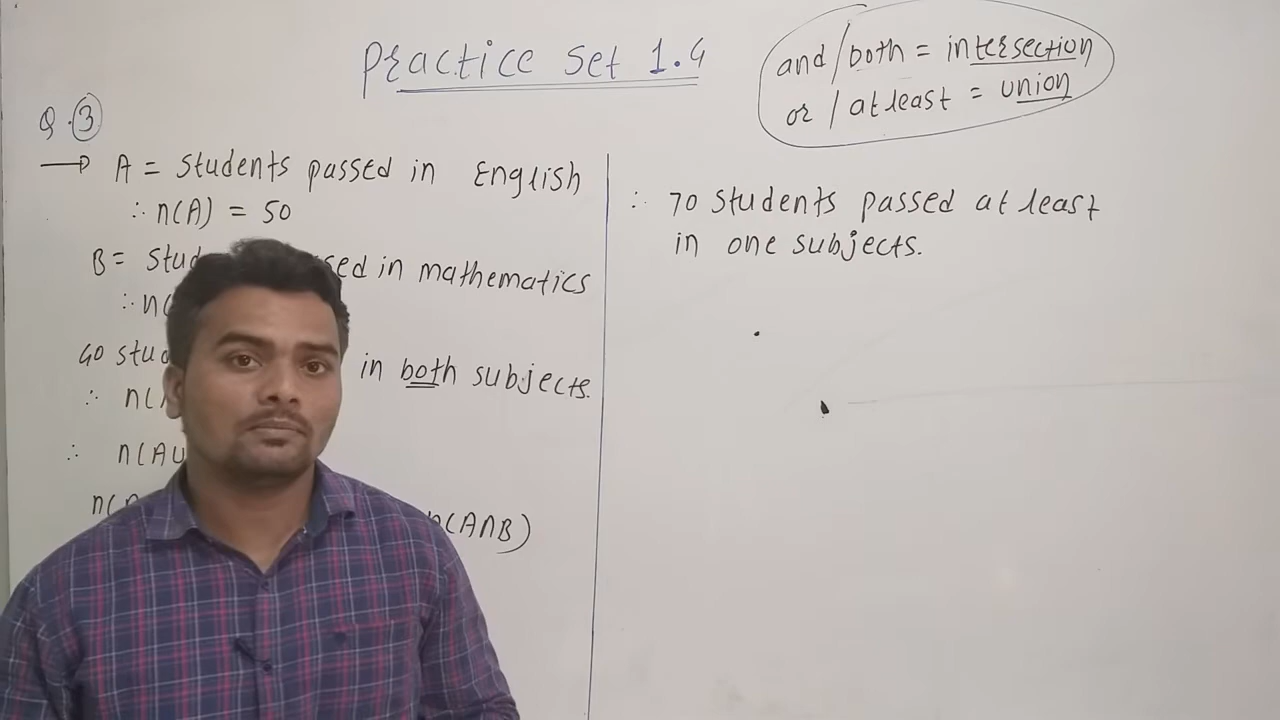 Practice Set 1.4
and/both = intersection
or / at least = union
Q.3
→ A = Students passed in English
∴ n(A) = 50
B = Stud sed in mathematics
∴ n(
40 stud in both subjects.
∴ n(
∴ n(AU
n( n(A∩B)
∴ 70 Students passed at least
in one subjects.